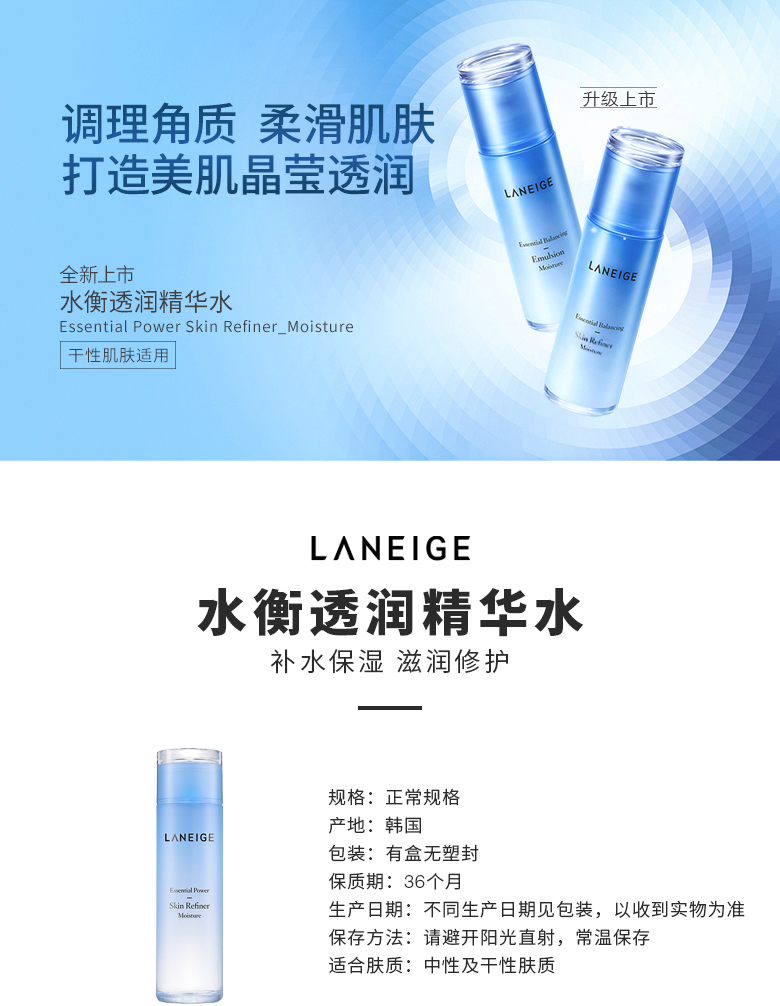 升级上市
调理角质 柔滑肌肤
打造美肌晶莹透润
LANEIGE
Essential Balancing
Emulsion
Moisture
LANEIGE
Essential Balancing
Skin Refiner
Moisture
全新上市
水衡透润精华水
Essential Power Skin Refiner_Moisture
干性肌肤适用
LANEIGE
水衡透润精华水
补水保湿 滋润修护
LANEIGE
Essential Power
Skin Refiner
Moisture
规格：正常规格
产地：韩国
包装：有盒无塑封
保质期：36个月
生产日期：不同生产日期见包装，以收到实物为准
保存方法：请避开阳光直射，常温保存
适合肤质：中性及干性肤质